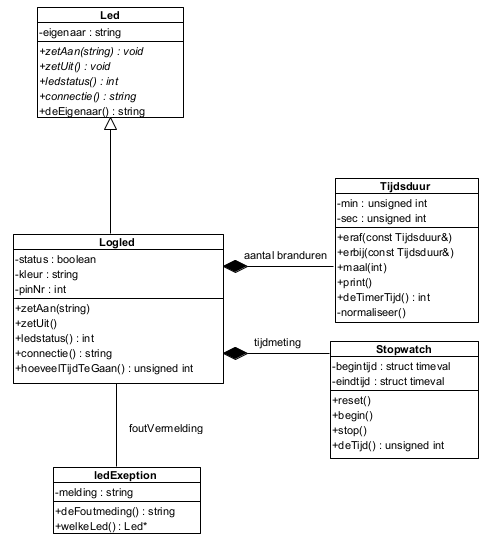 Led
-eigenaar : string
+zetAan(string) : void
+zetUit() : void
+ledstatus() : int
+connectie() : string
+deEigenaar() : string
Tijdsduur
-min : unsigned int
-sec : unsigned int
+eraf(const Tijdsduur&)
+erbij(const Tijdsduur&)
+maal(int)
+print()
+deTimerTijd() : int
-normaliseer()
Logled
-status : boolean
-kleur : string
-pinNr : int
+zetAan(string)
+zetUit()
+ledstatus() : int
+connectie() : string
+hoeveelTijdTeGaan() : unsigned int
aantal branduren
tijdmeting
Stopwatch
-begintijd : struct timeval
-eindtijd : struct timeval
+reset()
+begin()
+stop()
+deTijd() : unsigned int
foutVermelding
ledExeption
-melding : string
+deFoutmeding() : string
+welkeLed() : Led*